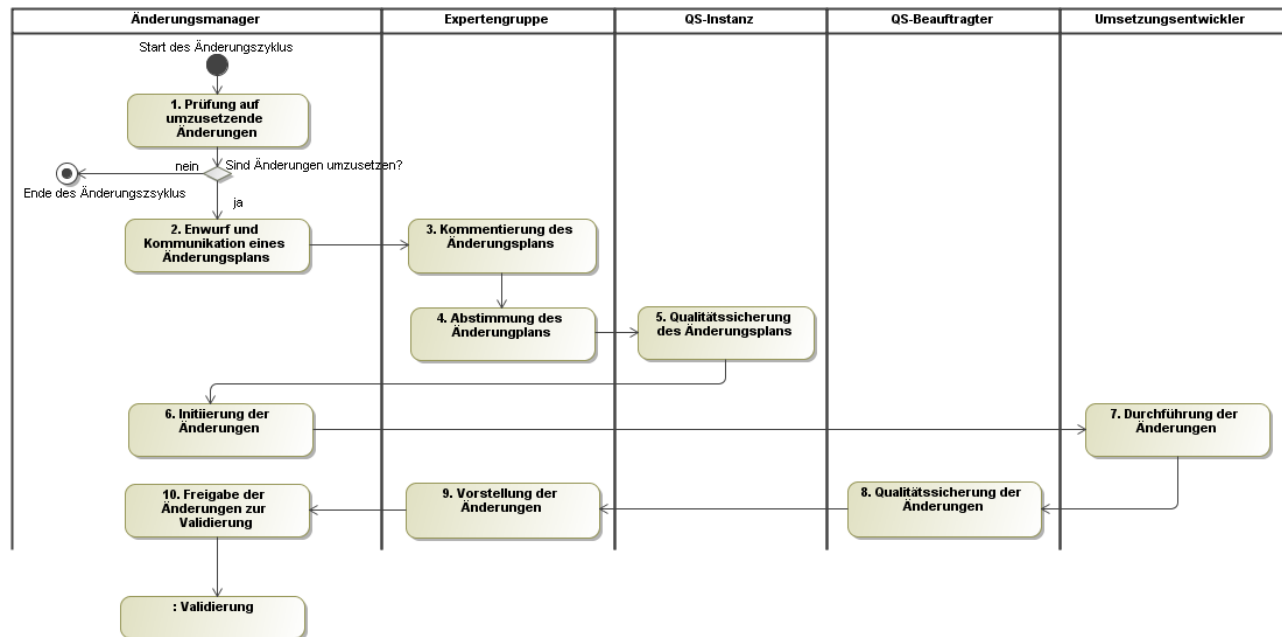 Änderungsmanager
Expertengruppe
QS-Instanz
QS-Beauftragter
Umsetzungsentwickler
Start des Änderungszyklus
1. Prüfung auf
umzusetzende
Änderungen
nein
Sind Änderungen umzusetzen?
Ende des Änderungszsyklus
ja
2. Enwurf und
Kommunikation eines
Änderungsplans
3. Kommentierung des
Änderungsplans
4. Abstimmung des
Änderungplans
5. Qualitätssicherung
des Änderungsplans
6. Initiierung der
Änderungen
7. Durchführung der
Änderungen
8. Qualitätssicherung der
Änderungen
9. Vorstellung der
Änderungen
10. Freigabe der
Änderungen zur
Validierung
: Validierung